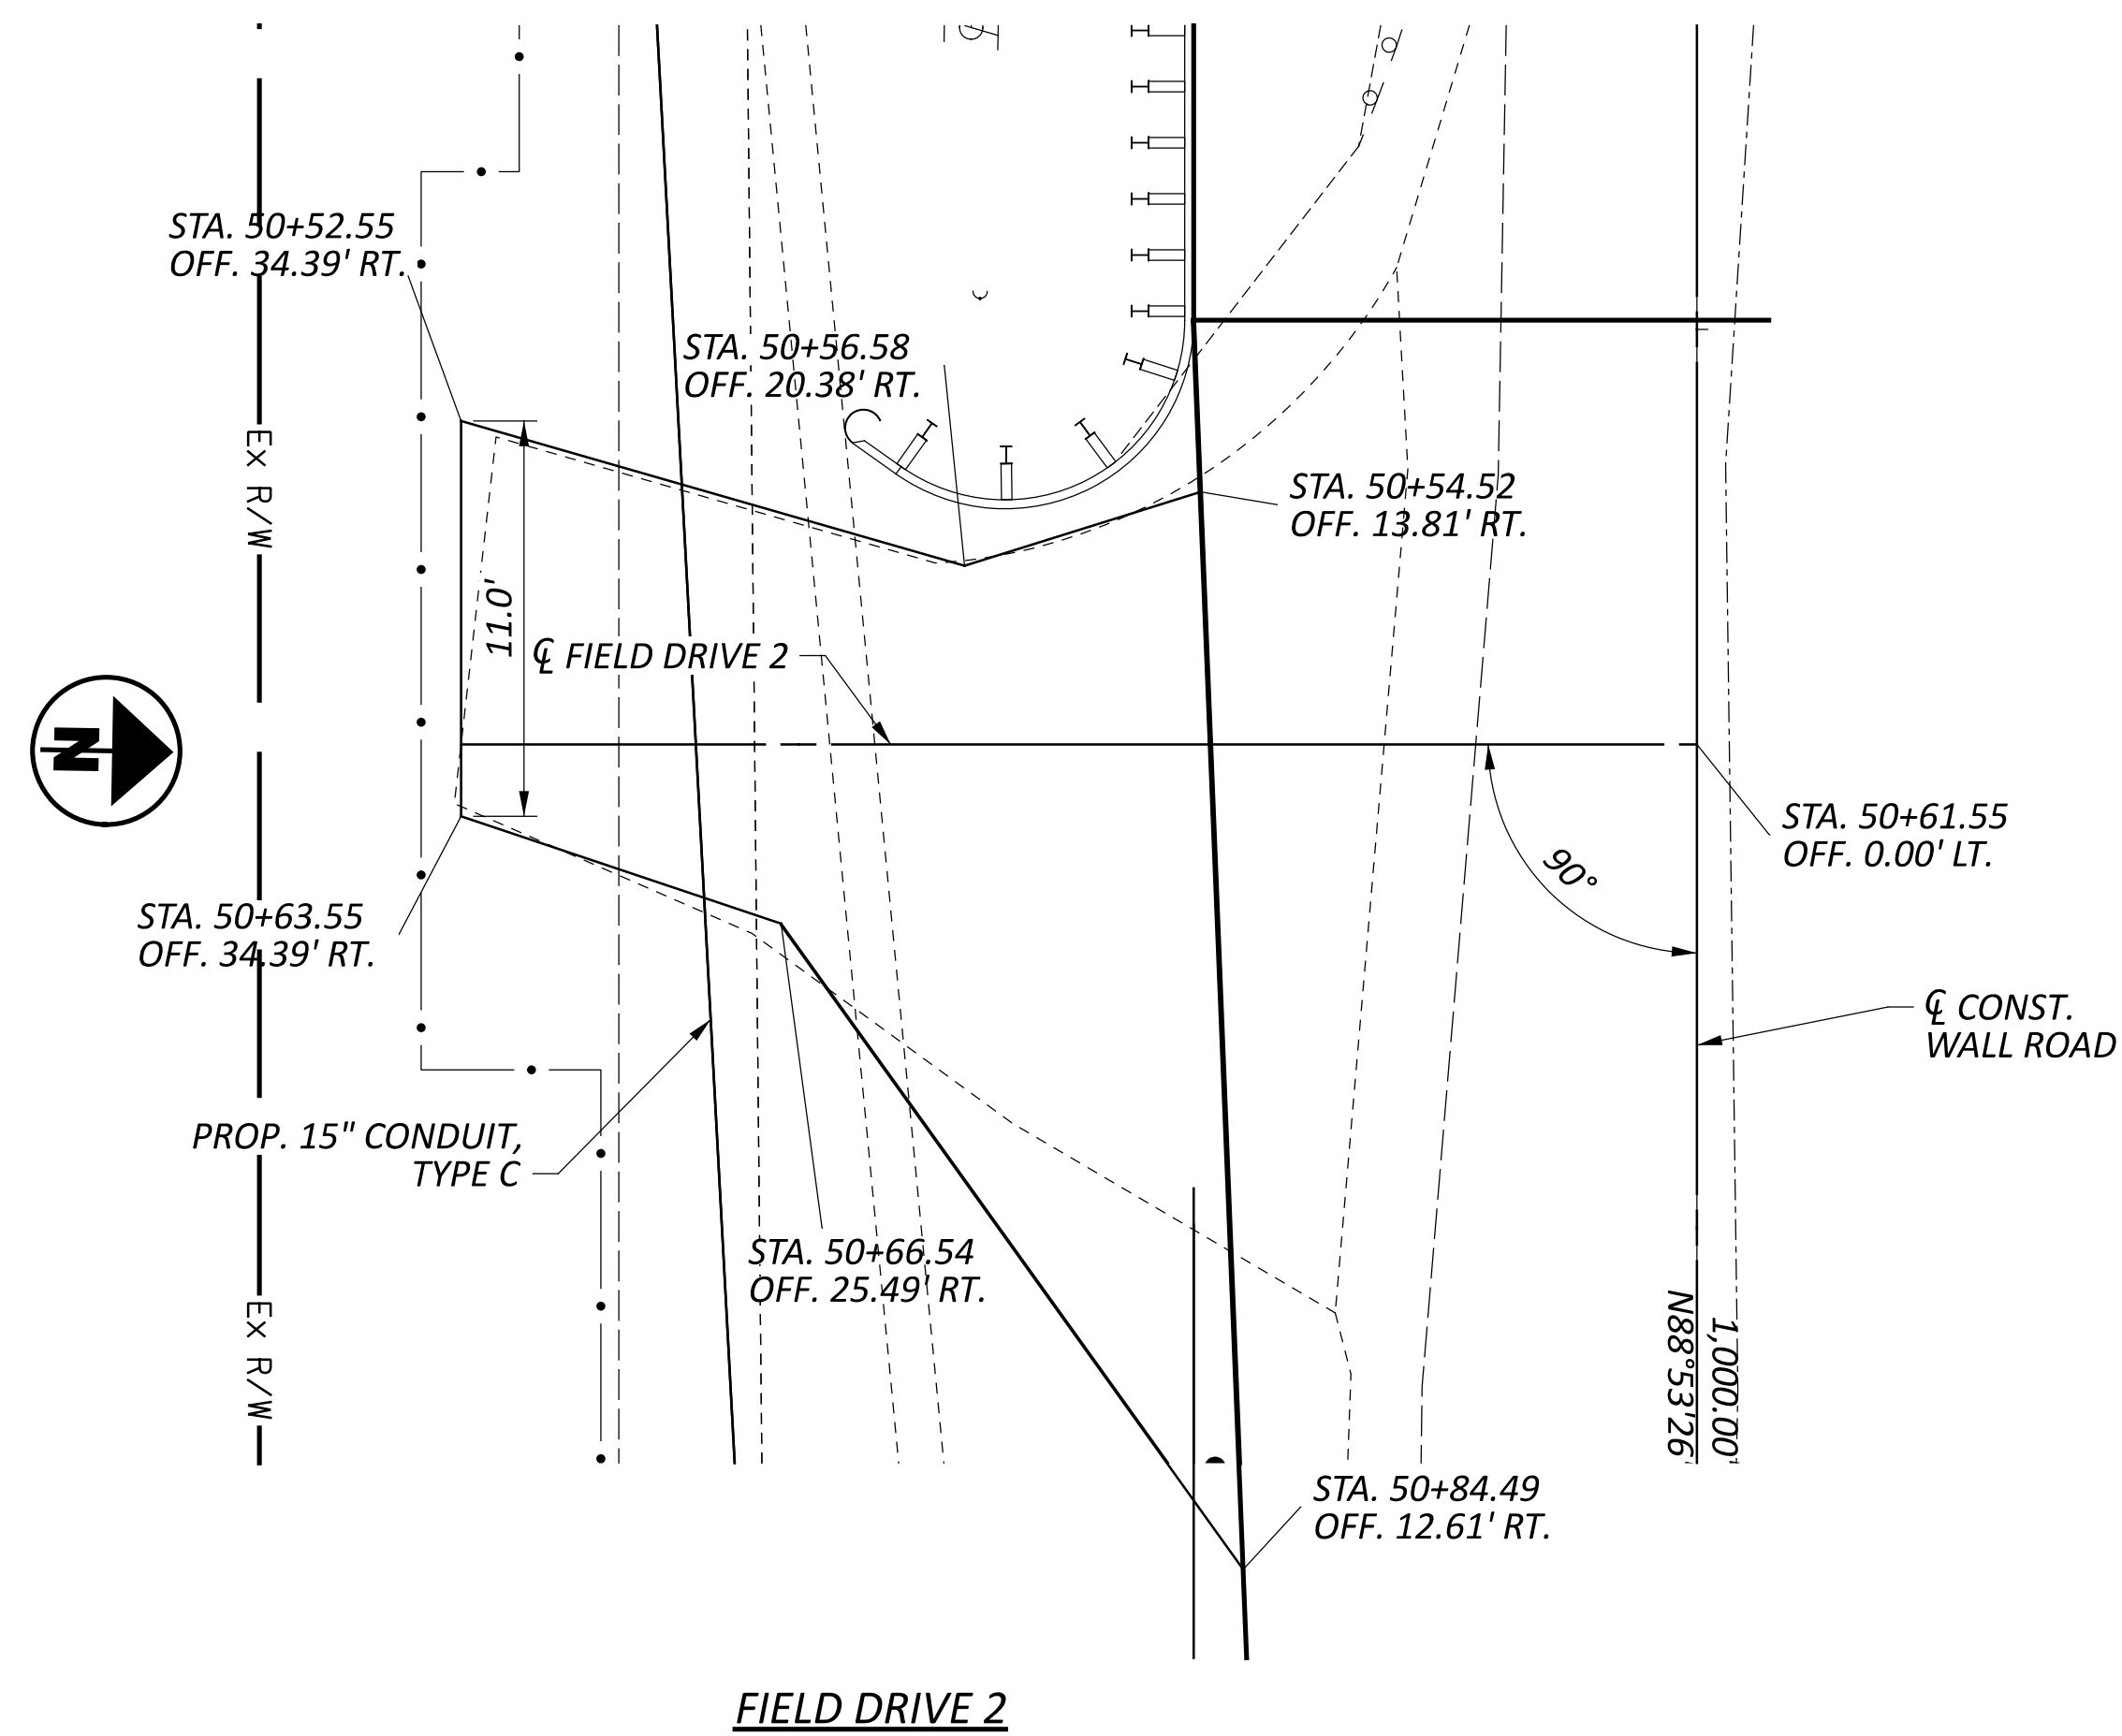 STA. 50+52.55
OFF. 34.39' RT.
STA. 50+56.58
OFF. 20.38' RT.
Ex R/W
STA. 50+54.52
OFF. 13.81' RT.
11.0'
℄ FIELD DRIVE 2
N
STA. 50+61.55
OFF. 0.00' LT.
90°
STA. 50+63.55
OFF. 34.39' RT.
℄ CONST.
WALL ROAD
PROP. 15" CONDUIT,
TYPE C
STA. 50+66.54
OFF. 25.49' RT.
Ex R/W
1,000.00'
N88°53'26
STA. 50+84.49
OFF. 12.61' RT.
FIELD DRIVE 2